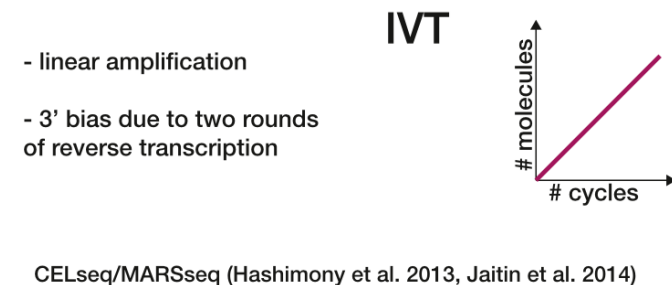 IVT
- linear amplification
- 3’ bias due to two rounds
of reverse transcription
# molecules
# cycles
CELseq/MARSseq (Hashimony et al. 2013, Jaitin et al. 2014)